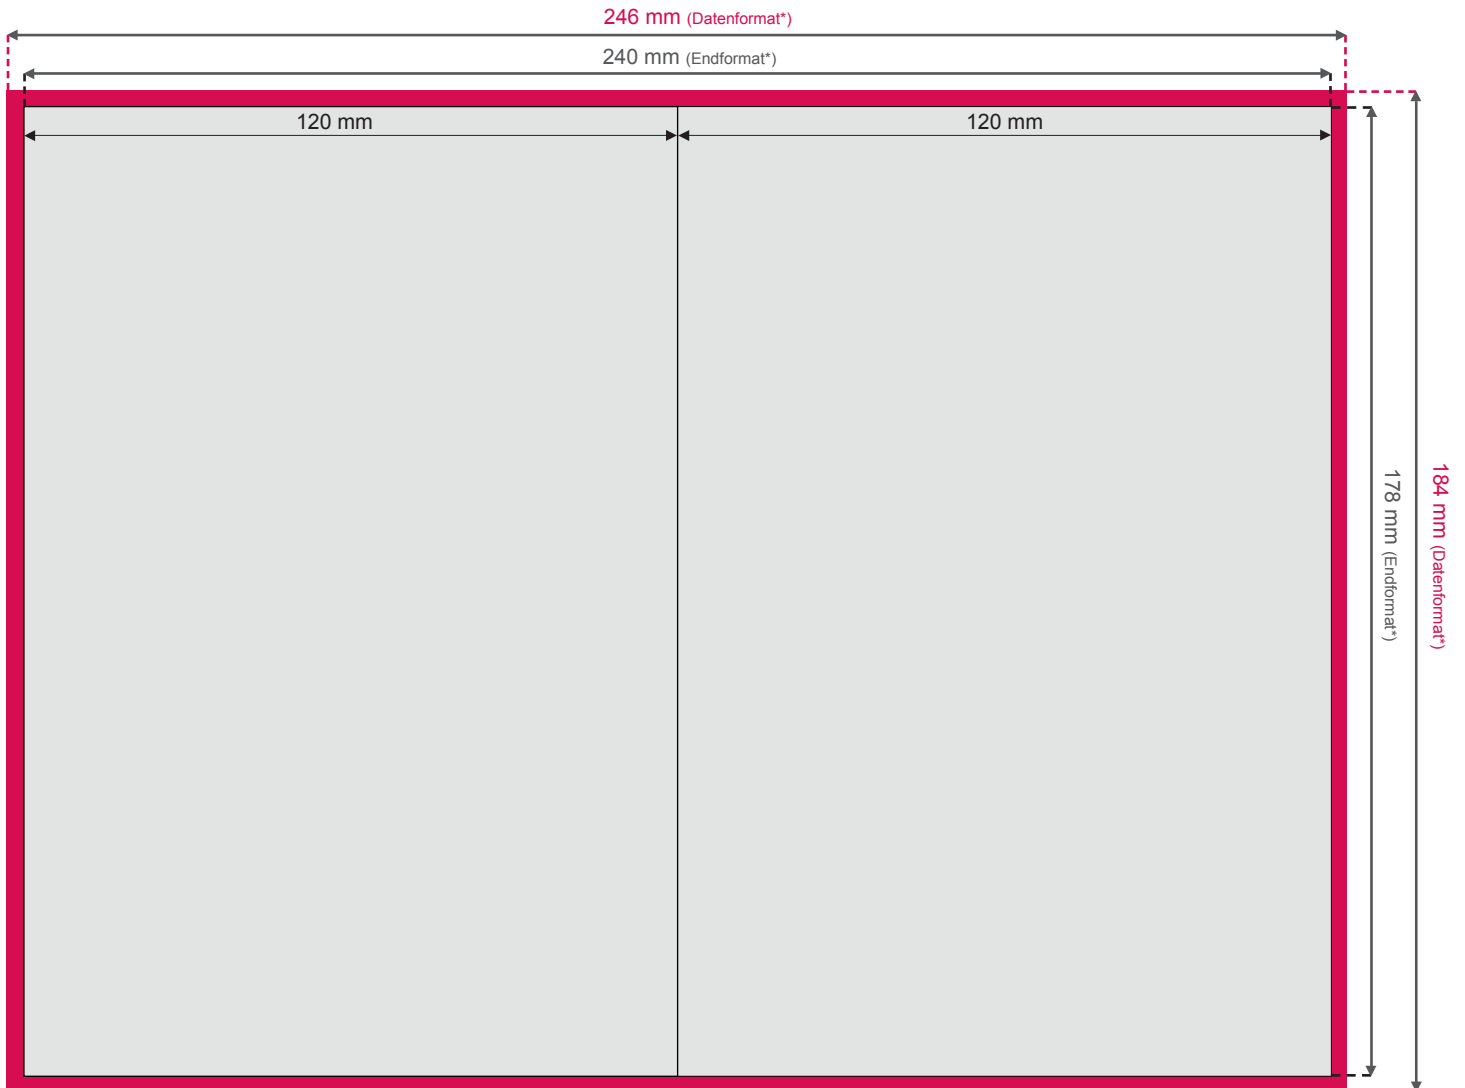 246 mm (Datenformat*)
240 mm (Endformat*)
120 mm
120 mm
178 mm (Endformat*)
184 mm (Datenformat*)